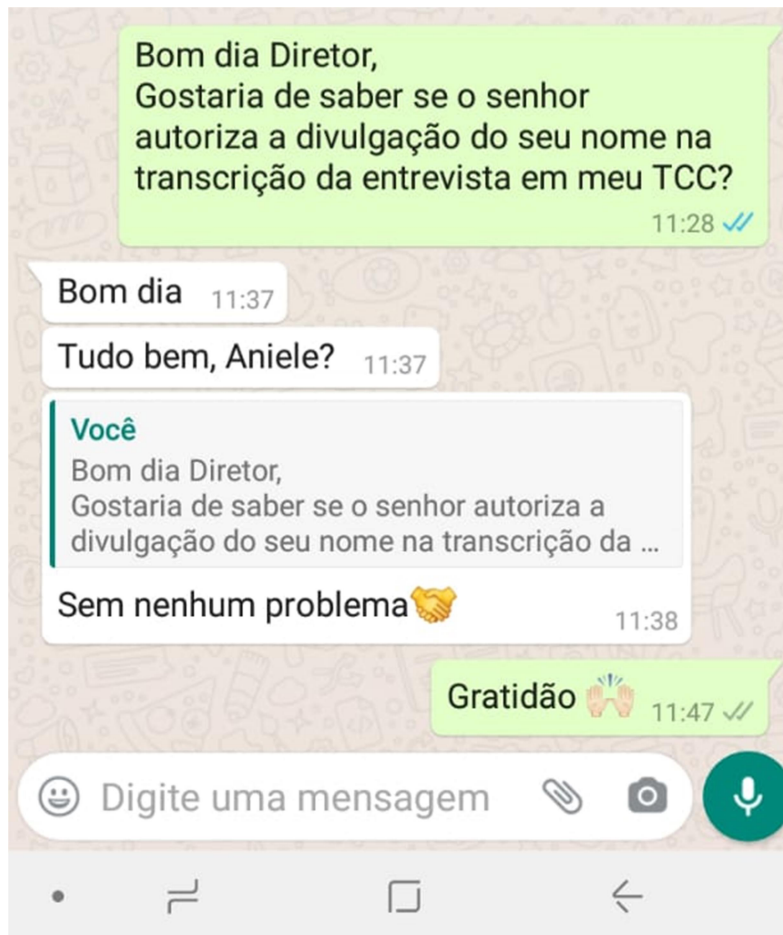 Bom dia Diretor,
Gostaria de saber se o senhor
autoriza a divulgação do seu nome na
transcrição da entrevista em meu TCC?
11:28
Bom dia 11:37
Tudo bem, Aniele? 11:37
Você
Bom dia Diretor,
Gostaria de saber se o senhor autoriza a
divulgação do seu nome na transcrição da ...
Sem nenhum problema🤝
11:38
Gratidão 🙌🏻 11:47
Digite uma mensagem